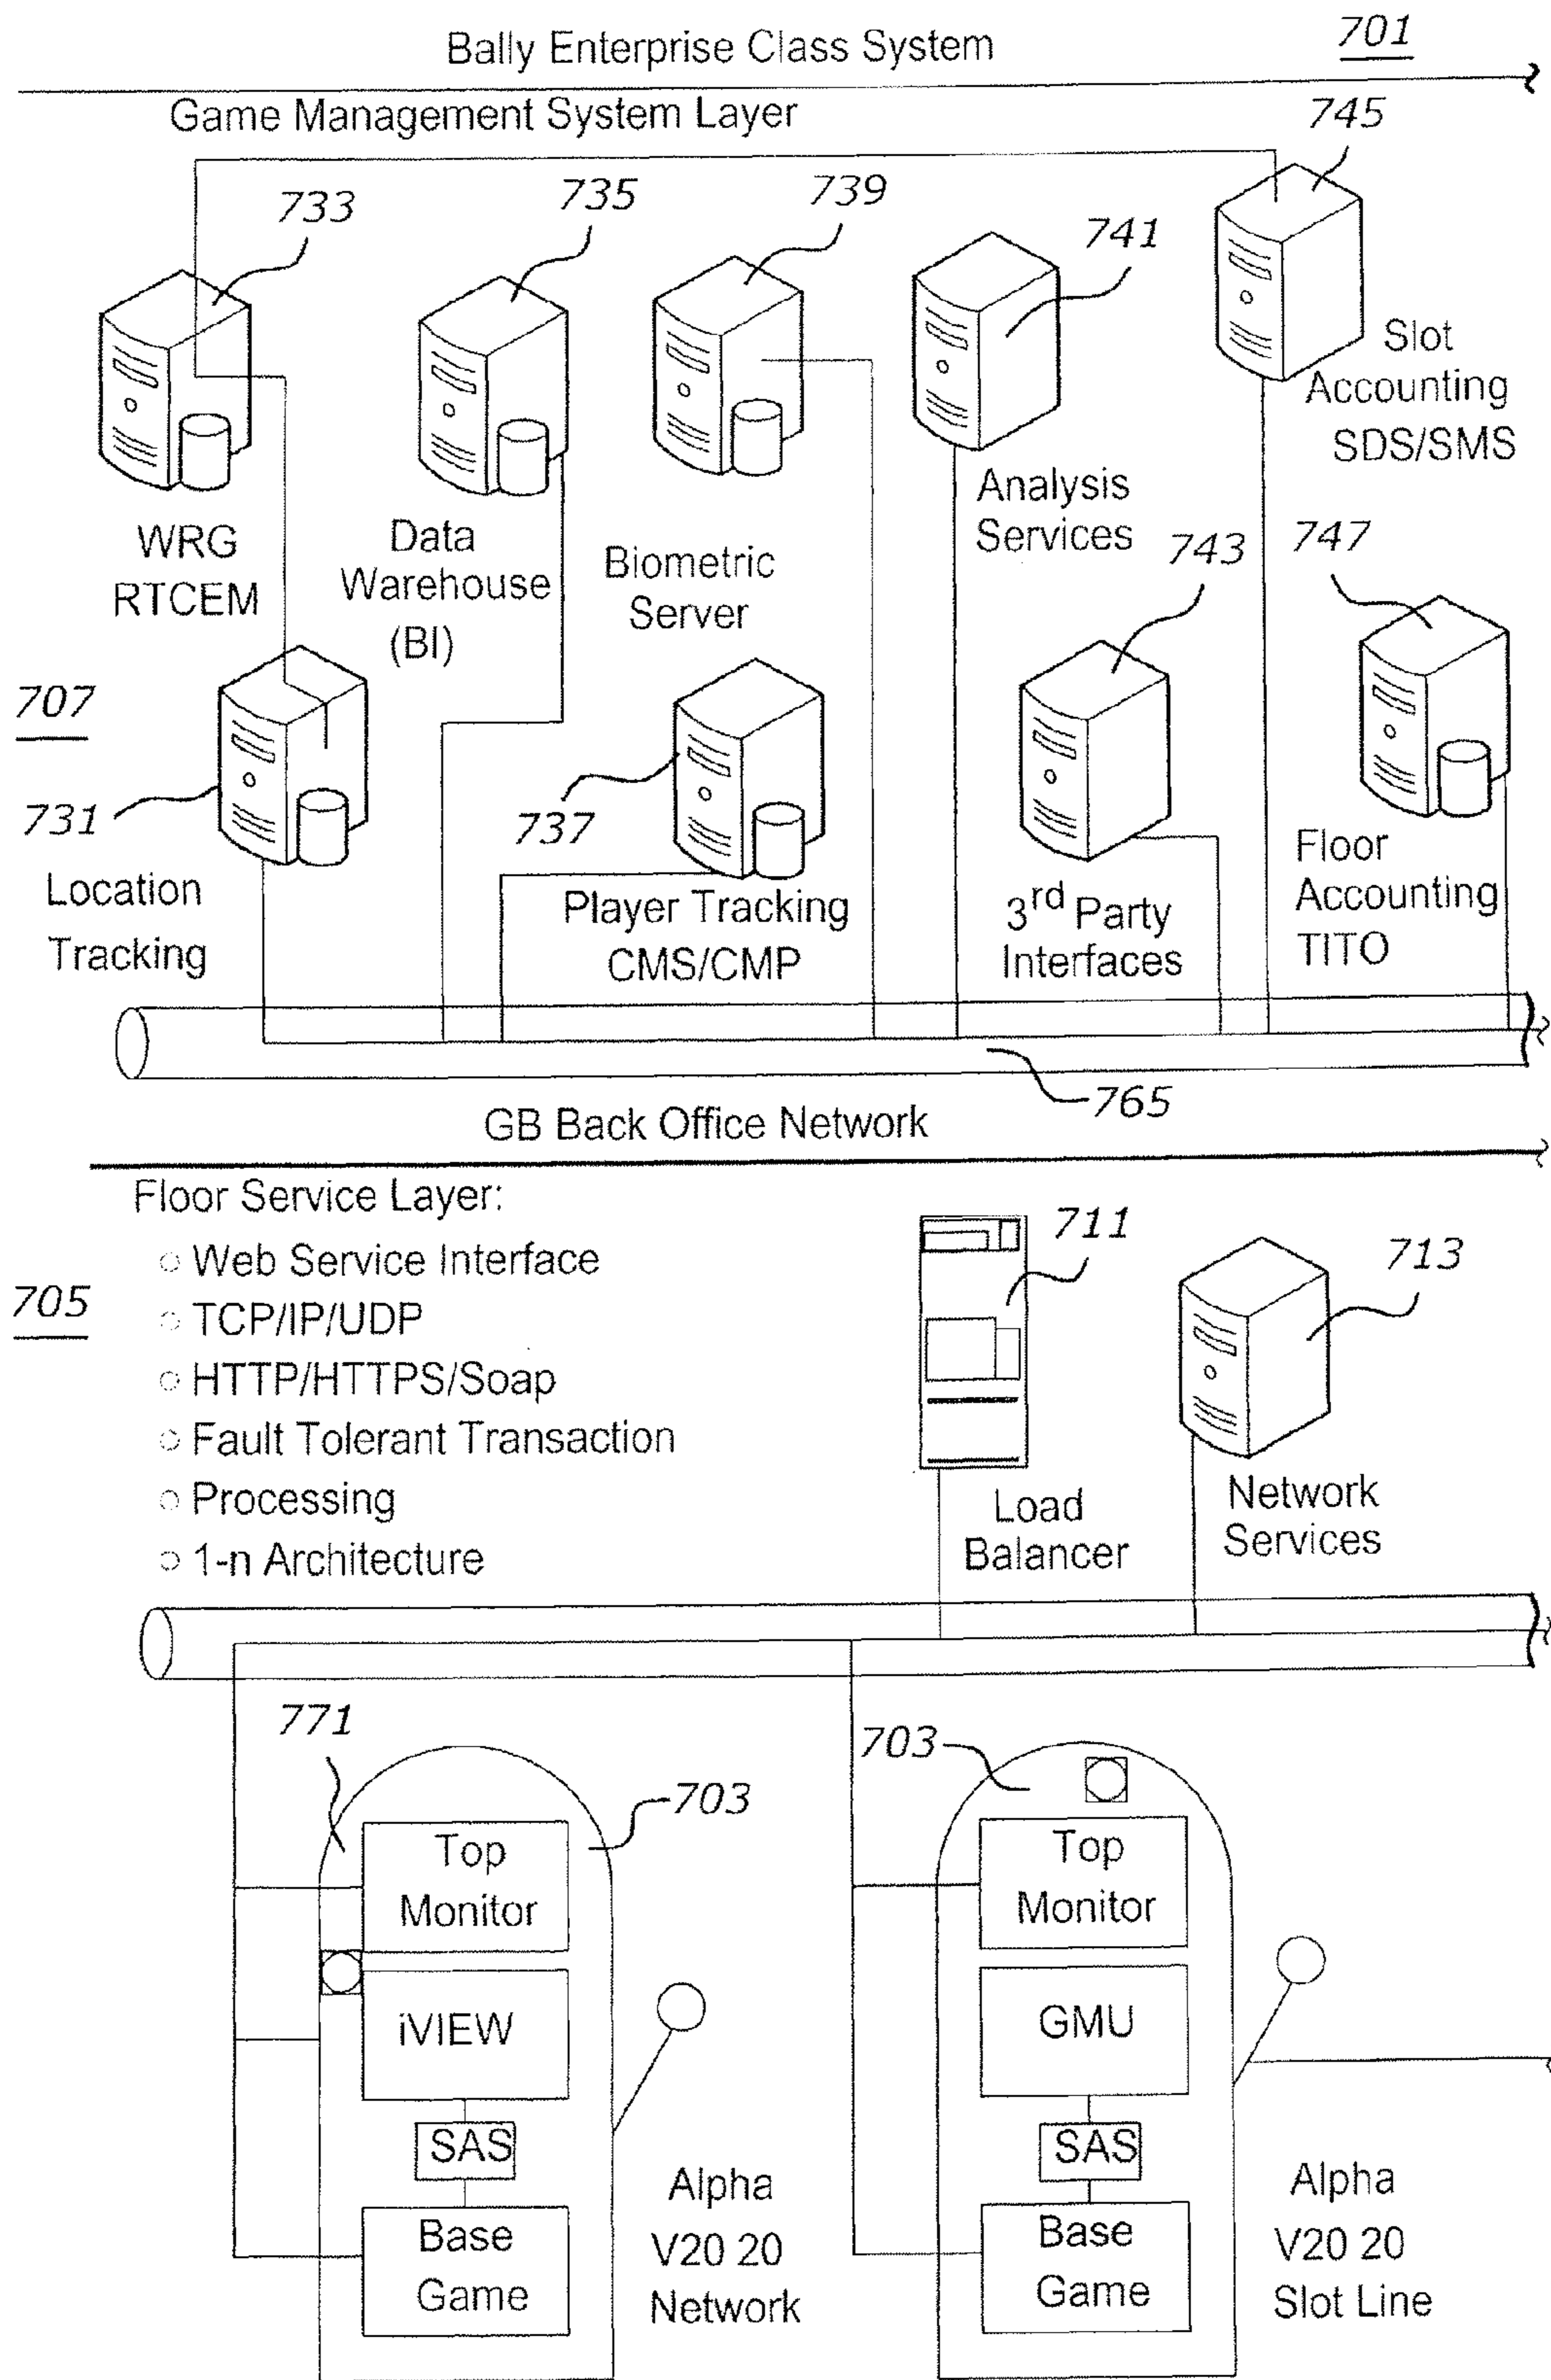 Bally Enterprise Class System
701
Game Management System Layer
745
733
735
739
741
Slot
Accounting
SDS/SMS
WRG
RTCEM
Data
Warehouse
(BI)
Biometric
Server
Analysis
Services
743
747
707
731
737
Location
Tracking
Player Tracking
CMS/CMP
3rd Party
Interfaces
Floor
Accounting
TITO
765
GB Back Office Network
Floor Service Layer:
705
Web Service Interface
TCP/IP/UDP
HTTP/HTTPS/Soap
Fault Tolerant Transaction
Processing
1-n Architecture
711
713
Load
Balancer
Network
Services
771
703
Top
Monitor
iVIEW
SAS
Base
Game
Alpha
V20 20
Network
703
Top
Monitor
GMU
SAS
Base
Game
Alpha
V20 20
Slot Line